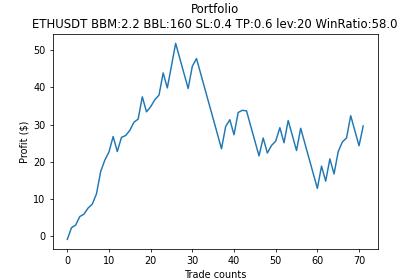 Portfolio
ETHUSDT BBM:2.2 BBL:160 SL:0.4 TP:0.6 lev:20 WinRatio:58.0
50
40
30
20
10
0
Profit ($)
0 10 20 30 40 50 60 70
Trade counts